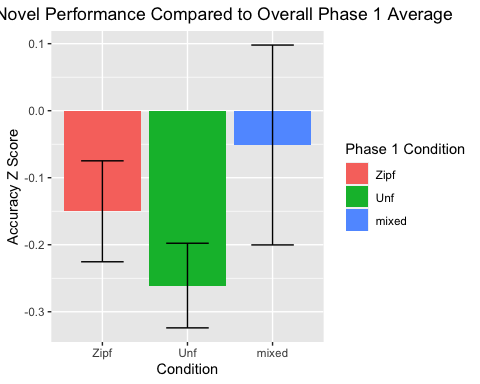 Novel Performance Compared to Overall Phase 1 Average
0.1
0.0
-0.1
-0.2
-0.3
Accuracy Z Score
Zipf
Unf
mixed
Condition
Phase 1 Condition
Zipf
Unf
mixed